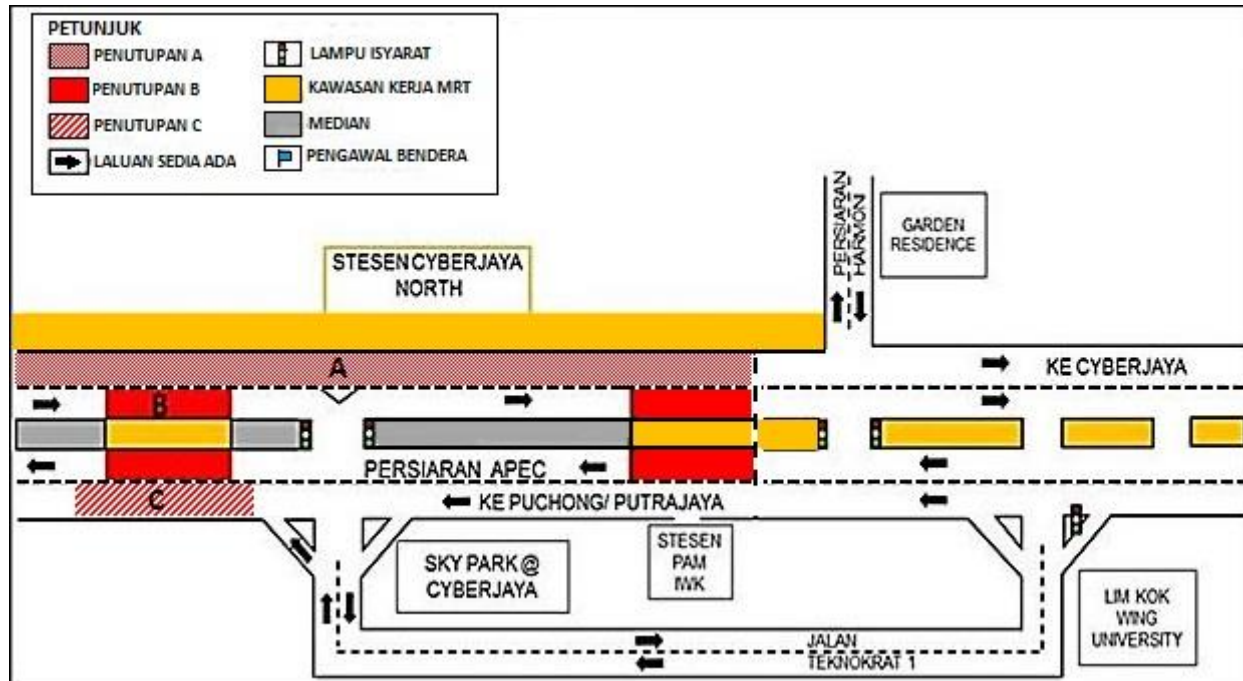 PETUNJUK
PENUTUPAN A
PENUTUPAN B
PENUTUPAN C
LALUAN SEDIA ADA
LAMPU ISYARAT
KAWASAN KERJA MRT
MEDIAN
PENGAWAL BENDERA
STESEN CYBERJAYA
NORTH
PERSIARAN
HARMONI
GARDEN
RESIDENCE
A
KE CYBERJAYA
B
PERSIARAN APEC
C
KE PUCHONG/ PUTRAJAYA
SKY PARK @
CYBERJAYA
STESEN
PAM
IWK
LIM KOK
WING
UNIVERSITY
JALAN
TEKNOKRAT 1